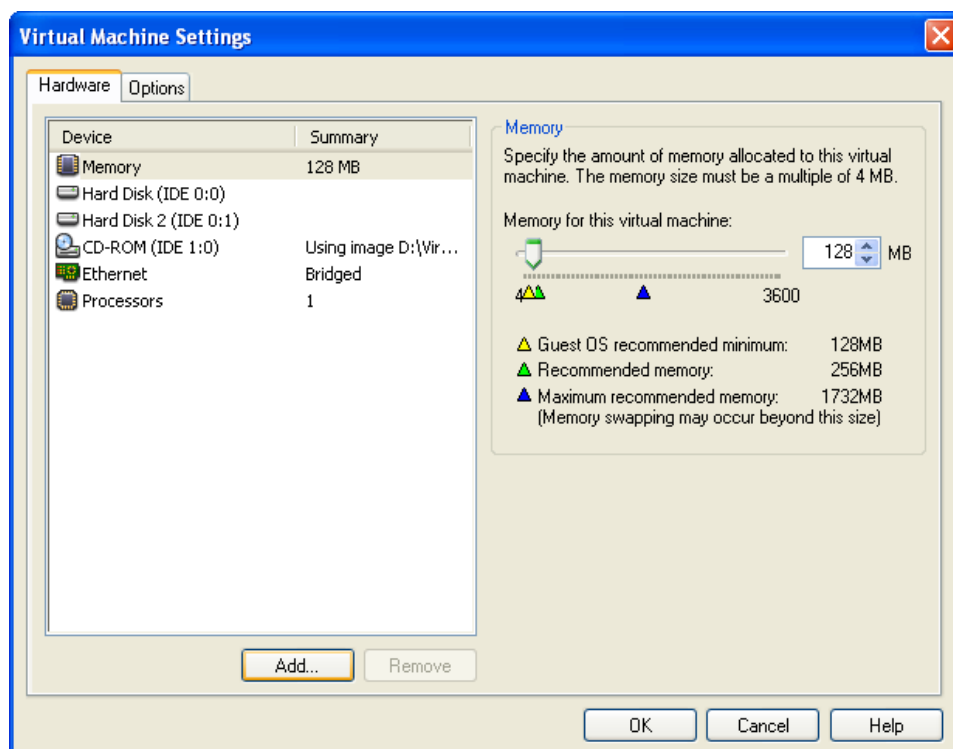 Virtual Machine Settings
Hardware Options
Device Summary
Memory 128 MB
Hard Disk (IDE 0:0)
Hard Disk 2 (IDE 0:1)
CD-ROM (IDE 1:0) Using image D:\Vir...
Ethernet Bridged
Processors 1
Add... Remove
Memory
Specify the amount of memory allocated to this virtual
machine. The memory size must be a multiple of 4 MB.
Memory for this virtual machine:
128 MB
4 3600
Guest OS recommended minimum: 128MB
Recommended memory: 256MB
Maximum recommended memory: 1732MB
(Memory swapping may occur beyond this size)
OK Cancel Help